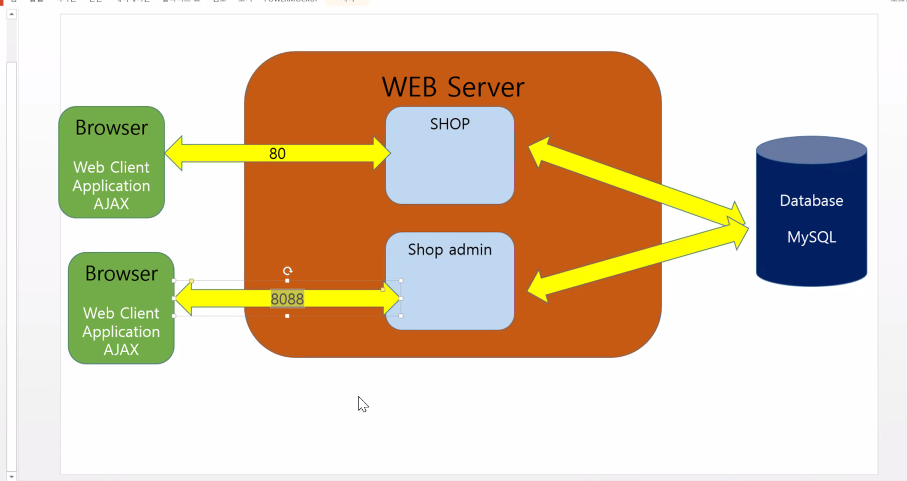 WEB Server
Browser
Web Client
Application
AJAX
80
SHOP
Database
MySQL
Browser
Web Client
Application
AJAX
8088
Shop admin